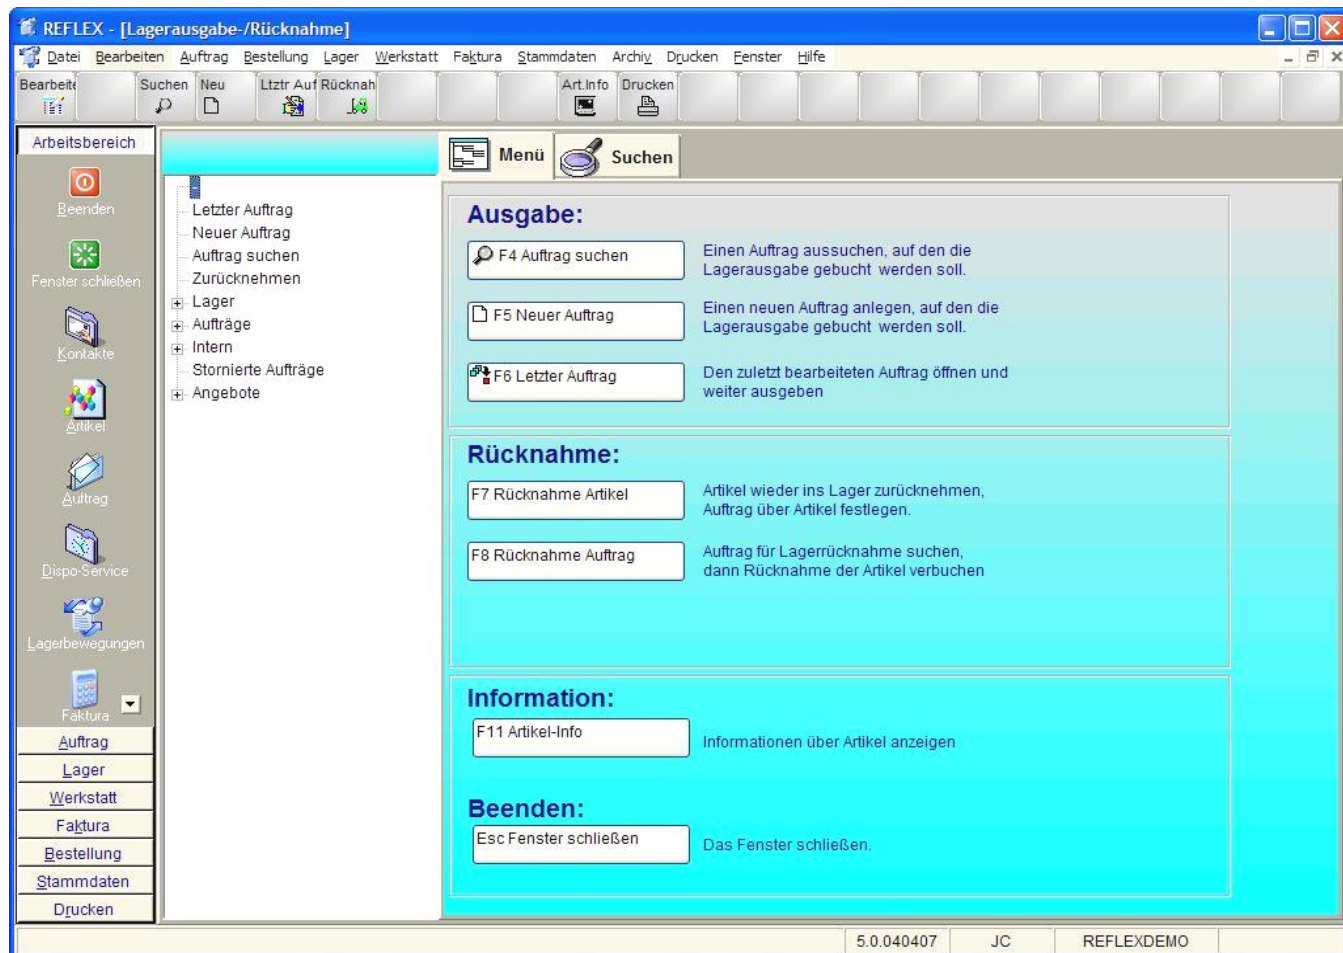 REFLEX - [Lagerausgabe-/Rücknahme]
Datei Bearbeiten Auftrag Bestellung Lager Werkstatt Faktura Stammdaten Archiv Drucken Fenster Hilfe
Bearbeite Suchen Neu Ltztr Auf Rücknah Art.Info Drucken
Arbeitsbereich
Beenden
Fenster schließen
Kontakte
Artikel
Auftrag
Dispo-Service
Lagerbewegungen
Faktura
Auftrag
Lager
Werkstatt
Faktura
Bestellung
Stammdaten
Drucken
Letzter Auftrag
Neuer Auftrag
Auftrag suchen
Zurücknehmen
Lager
Aufträge
Intern
Stornierte Aufträge
Angebote
Menü Suchen
Ausgabe:
F4 Auftrag suchen
Einen Auftrag aussuchen, auf den die
Lagerausgabe gebucht werden soll.
F5 Neuer Auftrag
Einen neuen Auftrag anlegen, auf den die
Lagerausgabe gebucht werden soll.
F6 Letzter Auftrag
Den zuletzt bearbeiteten Auftrag öffnen und
weiter ausgeben
Rücknahme:
F7 Rücknahme Artikel
Artikel wieder ins Lager zurücknehmen,
Auftrag über Artikel festlegen.
F8 Rücknahme Auftrag
Auftrag für Lagerrücknahme suchen,
dann Rücknahme der Artikel verbuchen
Information:
F11 Artikel-Info
Informationen über Artikel anzeigen
Beenden:
Esc Fenster schließen
Das Fenster schließen.
5.0.040407 JC REFLEXDEMO